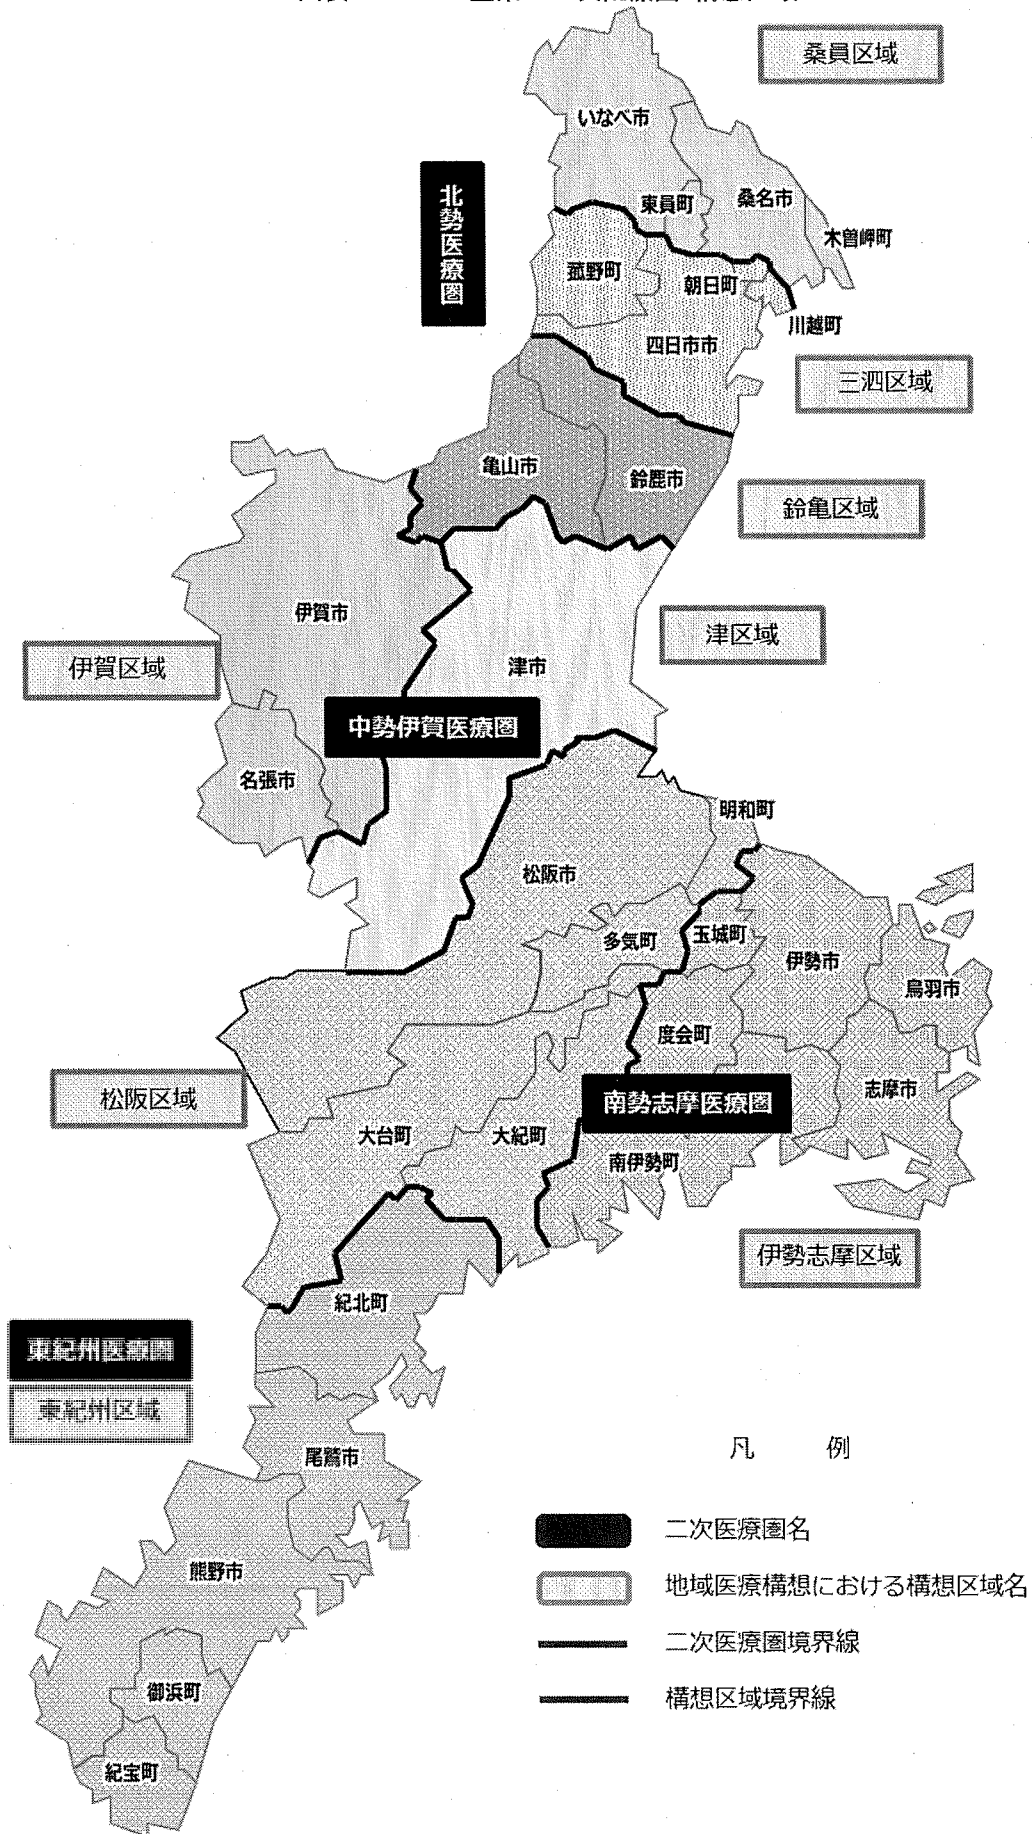 桑員区域
いなべ市
北勢医療圏
東員町
桑名市
木曽岬町
菰野町
朝日町
川越町
四日市市
三泗区域
亀山市
鈴鹿市
鈴亀区域
伊賀市
津区域
伊賀区域
津市
中勢伊賀医療圏
名張市
明和町
松阪市
多気町
玉城町
伊勢市
鳥羽市
度会町
松阪区域
南勢志摩医療圏
志摩市
大台町
大紀町
南伊勢町
伊勢志摩区域
紀北町
東紀州医療圏
東紀州区域
尾鷲市
熊野市
御浜町
紀宝町
凡 例
二次医療圏名
地域医療構想における構想区域名
二次医療圏境界線
構想区域境界線